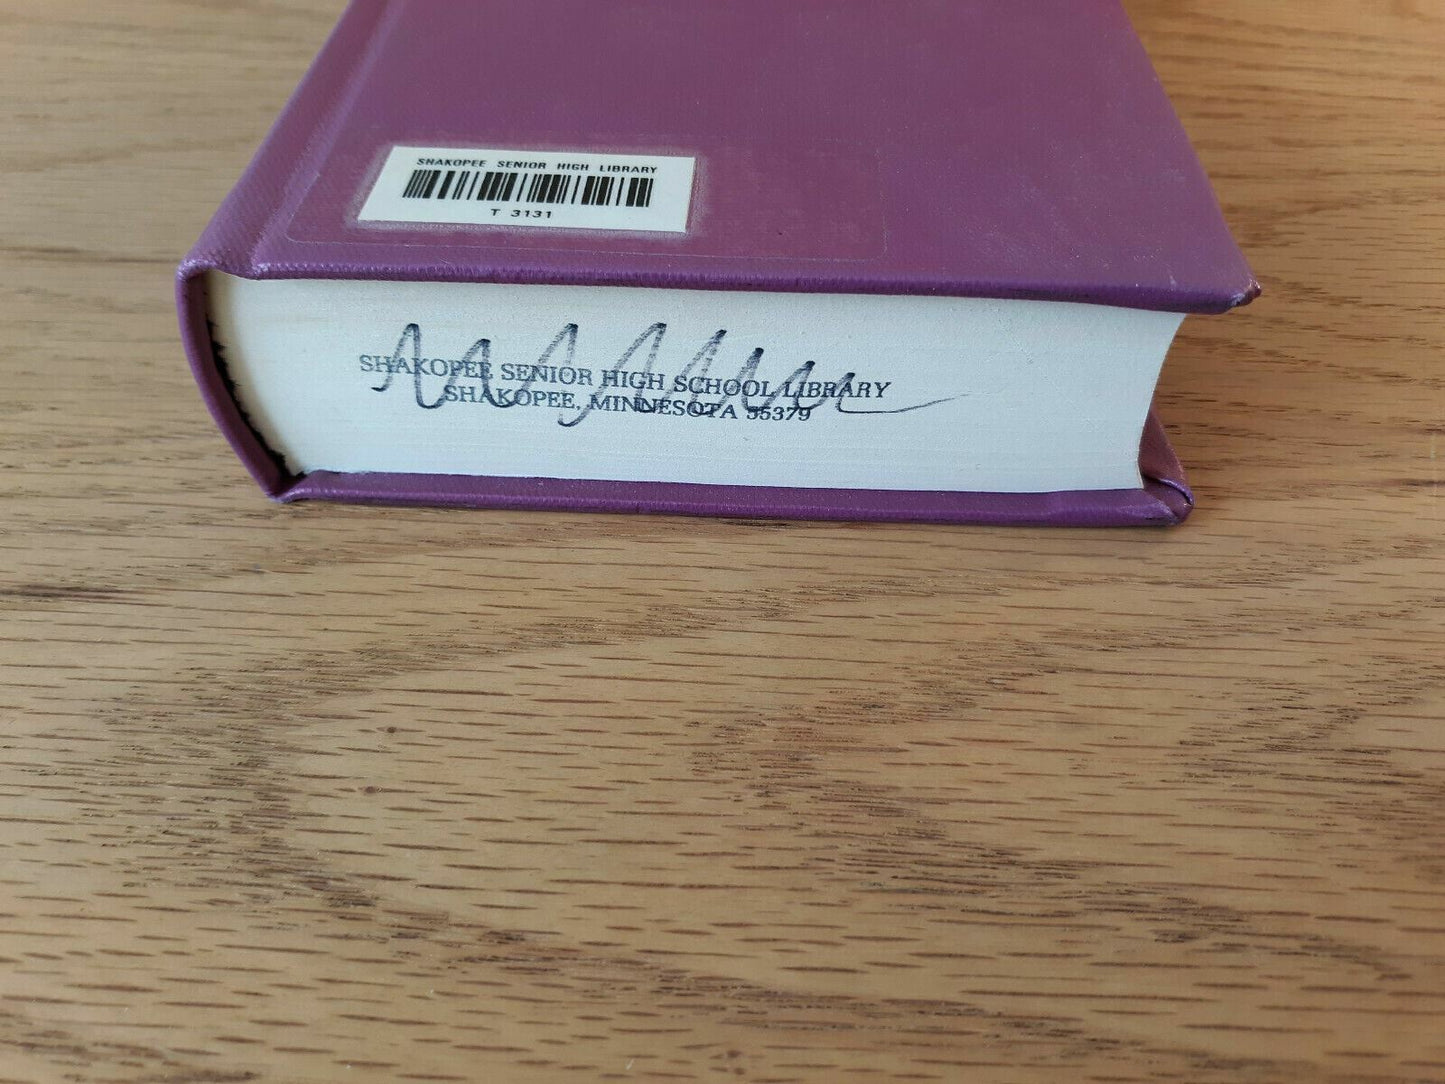 SHAKOPEE SENIOR HIGH LIBRARY
T 3131
SHAKOPEE SENIOR HIGH SCHOOL LIBRARY
SHAKOPEE, MINNESOTA 55379